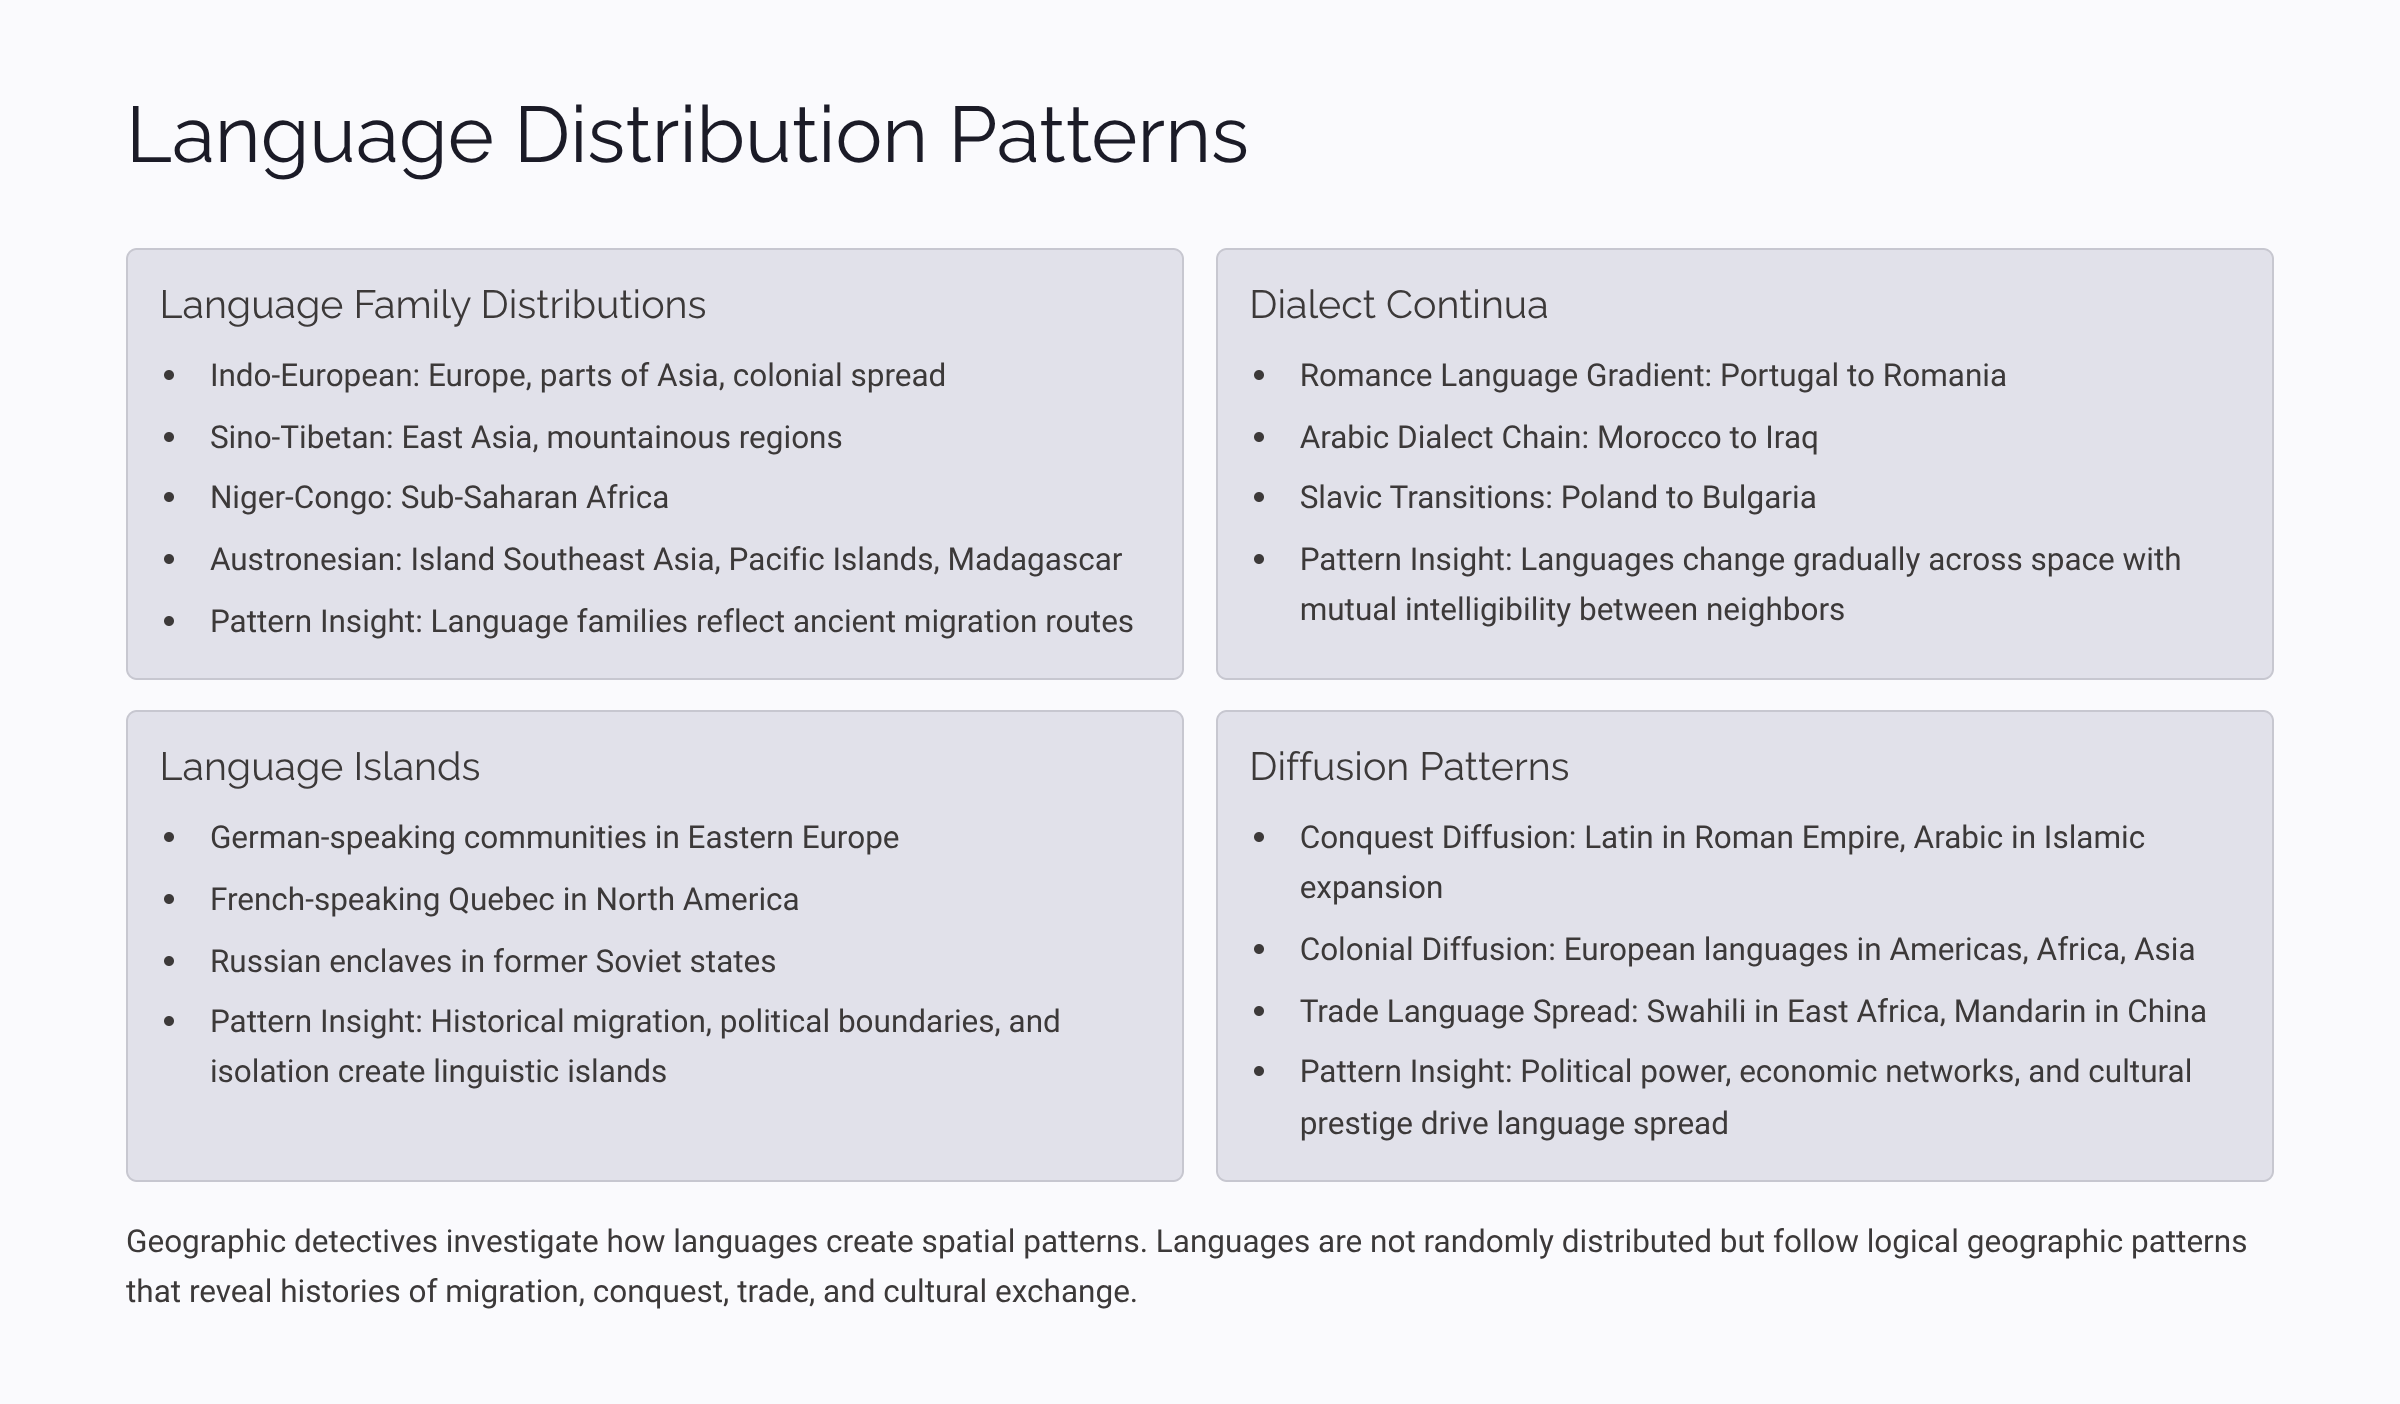 Language Distribution Patterns
Language Family Distributions
• Indo-European: Europe, parts of Asia, colonial spread
• Sino-Tibetan: East Asia, mountainous regions
• Niger-Congo: Sub-Saharan Africa
• Austronesian: Island Southeast Asia, Pacific Islands, Madagascar
• Pattern Insight: Language families reflect ancient migration routes
Dialect Continua
• Romance Language Gradient: Portugal to Romania
• Arabic Dialect Chain: Morocco to Iraq
• Slavic Transitions: Poland to Bulgaria
• Pattern Insight: Languages change gradually across space with
mutual intelligibility between neighbors
Language Islands
• German-speaking communities in Eastern Europe
• French-speaking Quebec in North America
• Russian enclaves in former Soviet states
• Pattern Insight: Historical migration, political boundaries, and
isolation create linguistic islands
Diffusion Patterns
• Conquest Diffusion: Latin in Roman Empire, Arabic in Islamic
expansion
• Colonial Diffusion: European languages in Americas, Africa, Asia
• Trade Language Spread: Swahili in East Africa, Mandarin in China
• Pattern Insight: Political power, economic networks, and cultural
prestige drive language spread
Geographic detectives investigate how languages create spatial patterns. Languages are not randomly distributed but follow logical geographic patterns
that reveal histories of migration, conquest, trade, and cultural exchange.